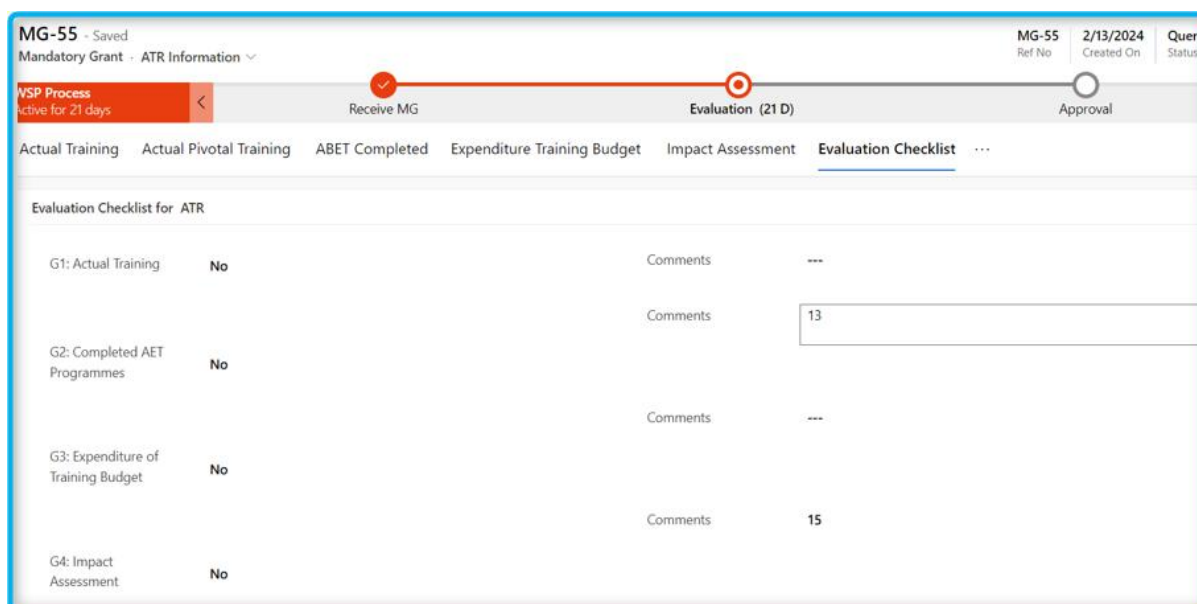 MG-55 - Saved
Mandatory Grant · ATR Information
MG-55 2/13/2024
Ref No Created On Status
WSP Process
Active for 21 days
Receive MG Evaluation (21 D) Approval
Actual Training Actual Pivotal Training ABET Completed Expenditure Training Budget Impact Assessment Evaluation Checklist ...
Evaluation Checklist for ATR
G1: Actual Training No Comments ---
Comments 13
G2: Completed AET
Programmes
No
Comments ---
G3: Expenditure of
Training Budget
No
Comments 15
G4: Impact
Assessment
No